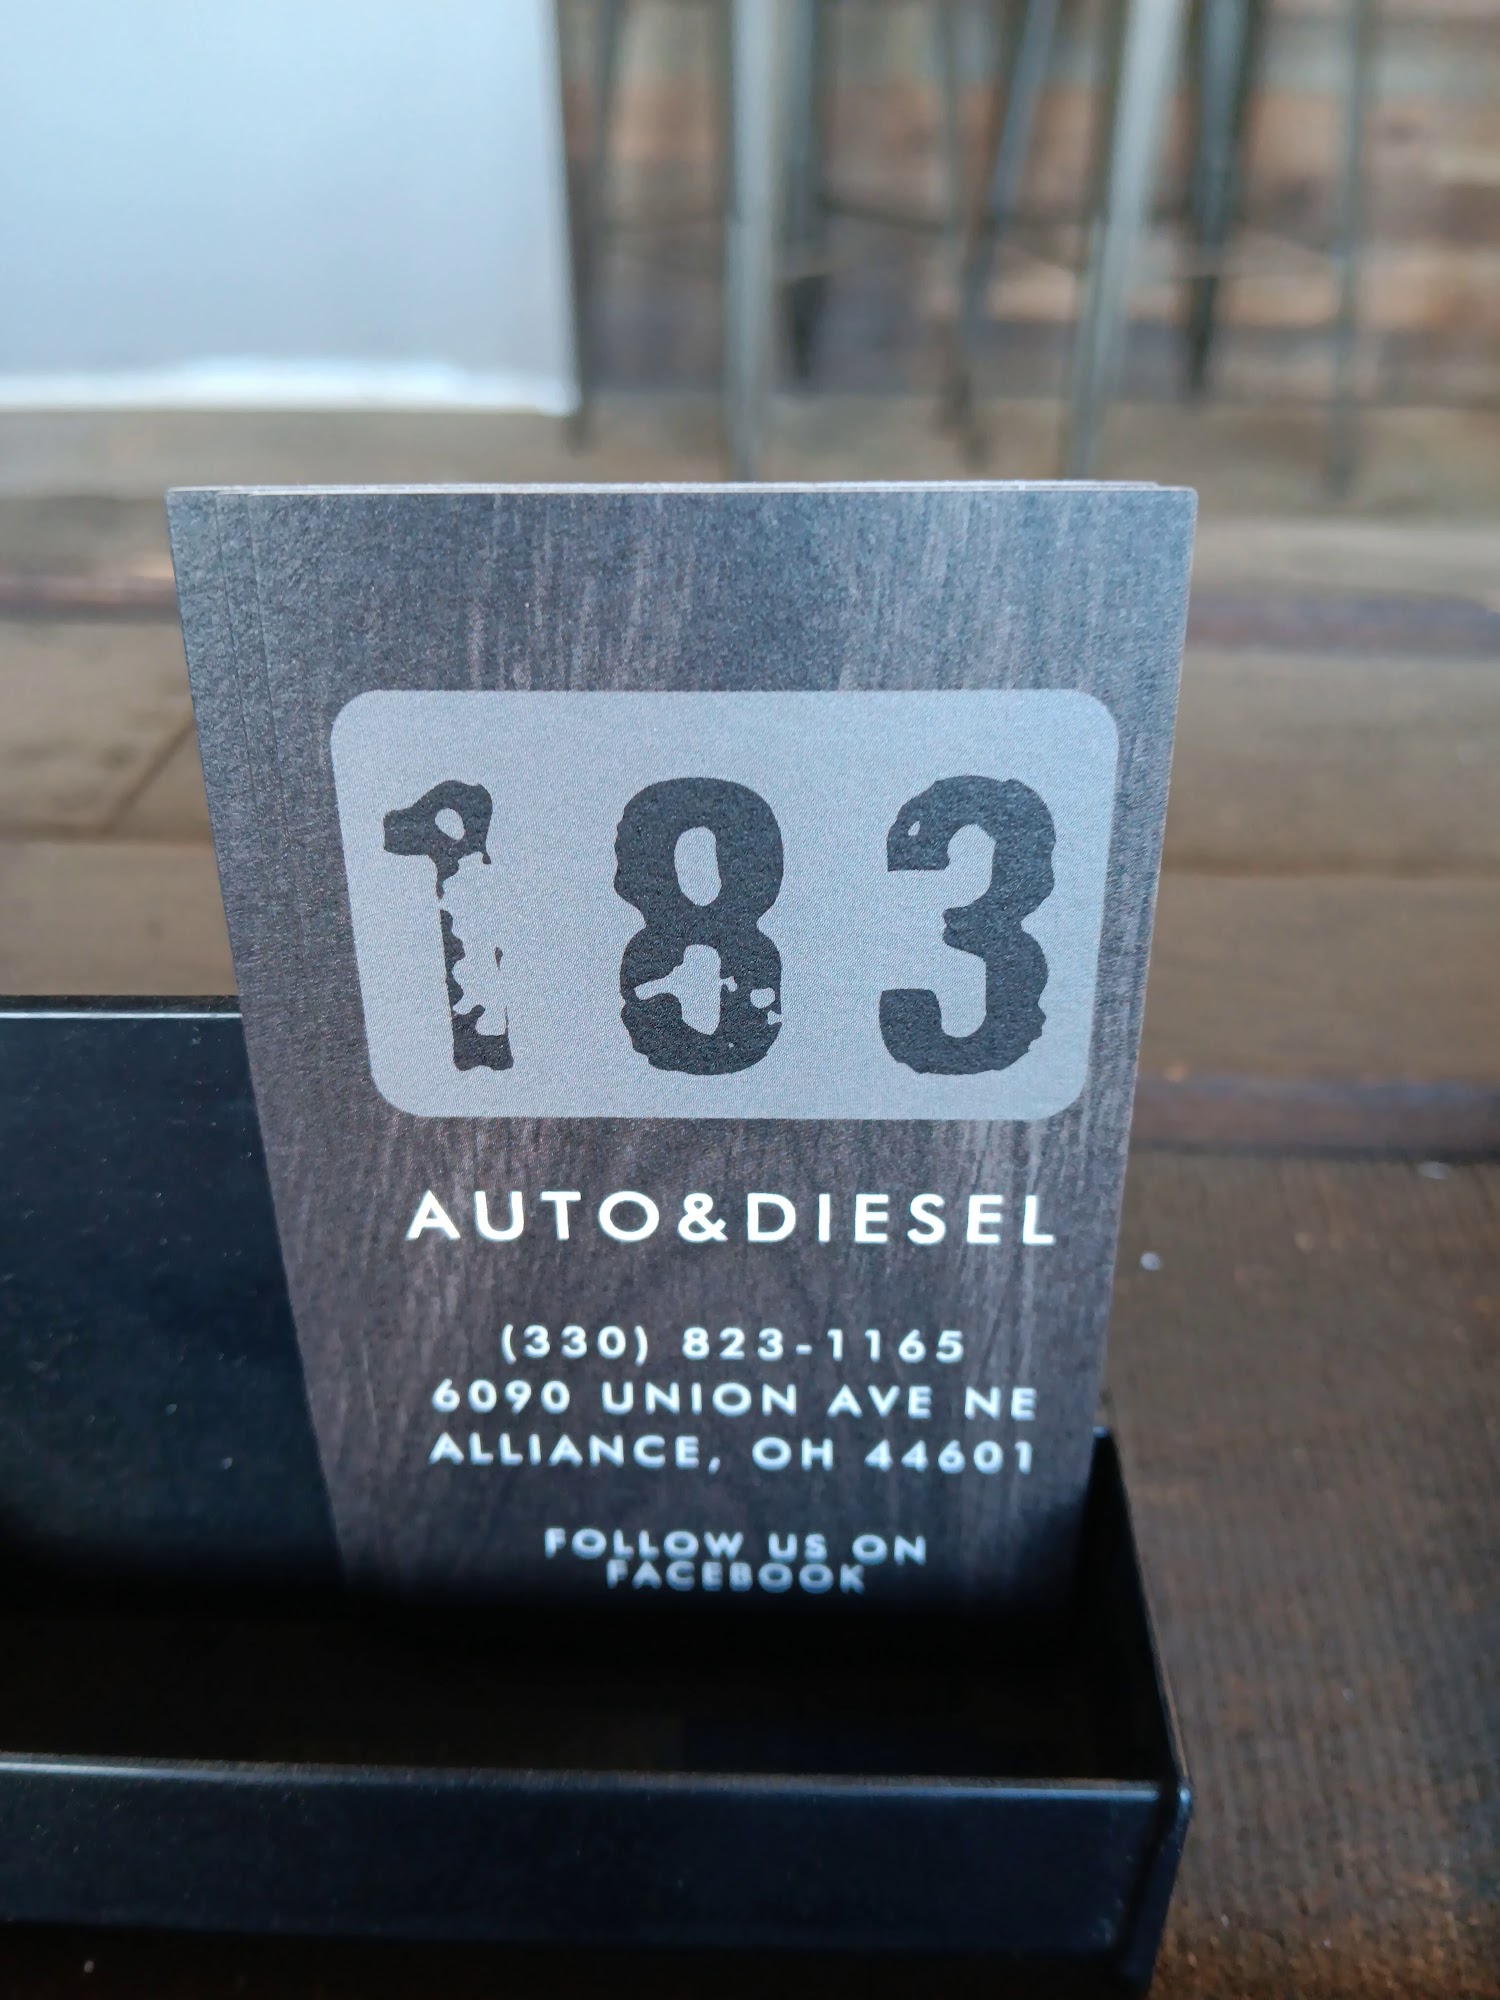 183
AUTO&DIESEL
(330) 823-1165
6090 UNION AVE NE
ALLIANCE, OH 44601
FOLLOW US ON
FACEBOOK